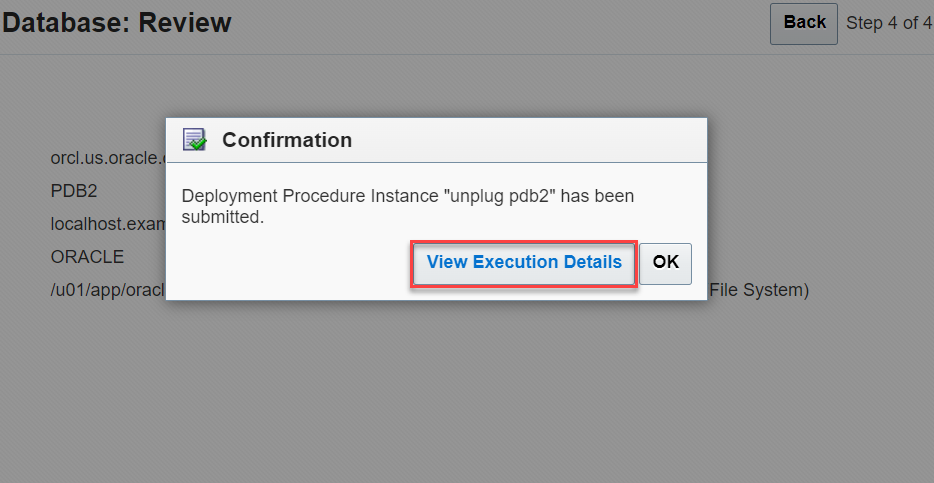 Database: Review
Back
Step 4 of 4
Confirmation
orcl.us.oracle.
Deployment Procedure Instance "unplug pdb2" has been
submitted.
PDB2
localhost.exam
ORACLE
View Execution Details
OK
/u01/app/oracl
File System)